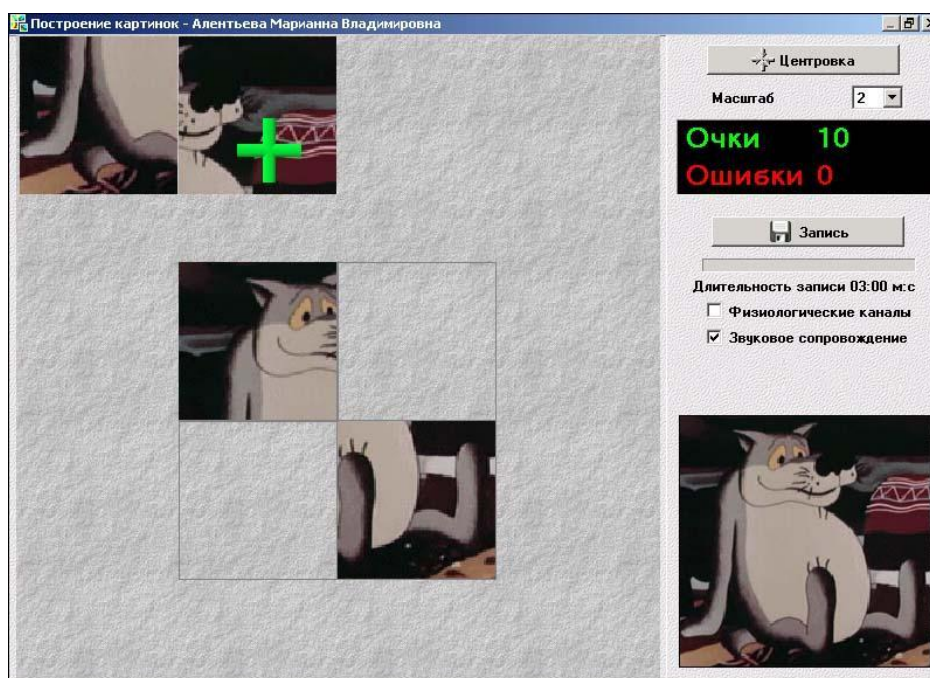 Построение картинок - Алентьева Марианна Владимировна
Центровка
Масштаб 2
Очки 10
Ошибки 0
Запись
Длительность записи 03:00 м:с
Физиологические каналы
Звуковое сопровождение